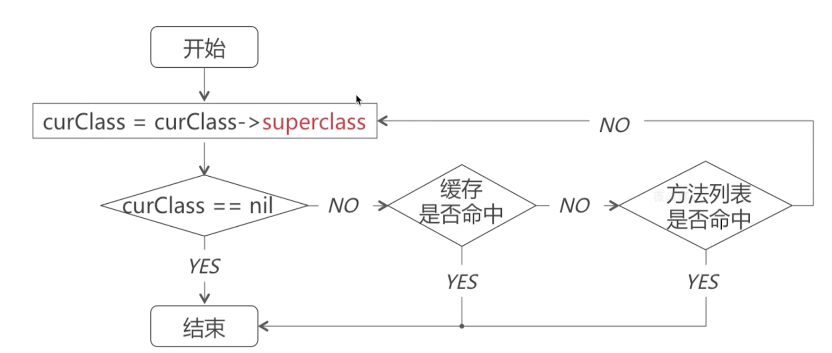 开始
curClass = curClass->superclass
NO
curClass == nil
NO
缓存
是否命中
NO
方法列表
是否命中
YES
YES
YES
结束